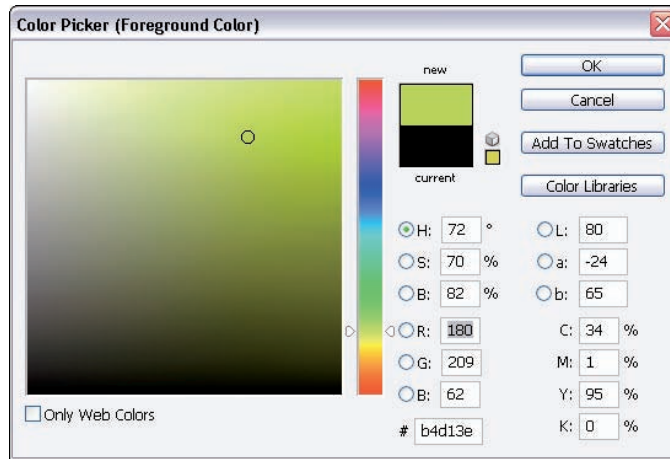 Color Picker (Foreground Color)
new
current
OK
Cancel
Add To Swatches
Color Libraries
H: 72 °
S: 70 %
B: 82 %
R: 180
G: 209
B: 62
# b4d13e
L: 80
a: -24
b: 65
C: 34 %
M: 1 %
Y: 95 %
K: 0 %
Only Web Colors